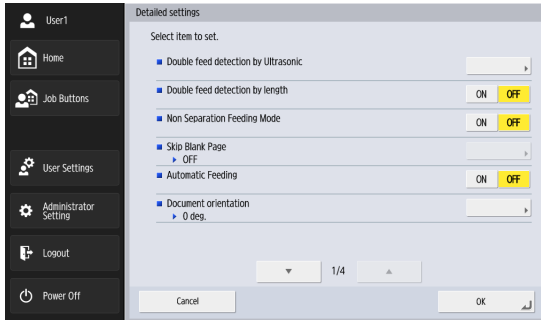 User1
Home
Job Buttons
User Settings
Administrator
Setting
Logout
Power Off
Detailed settings
Select item to set.
Double feed detection by Ultrasonic
Double feed detection by length
ON OFF
Non Separation Feeding Mode
ON OFF
Skip Blank Page
OFF
Automatic Feeding
ON OFF
Document orientation
0 deg.
1/4
Cancel
OK